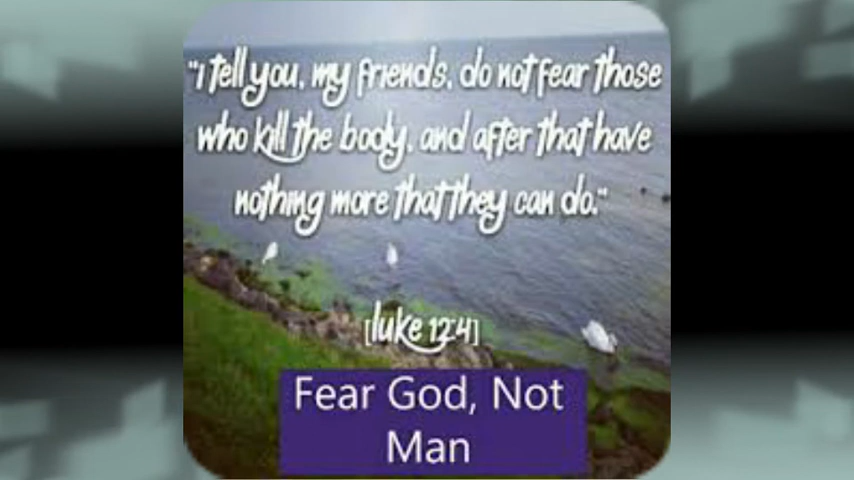 "I tell you, my friends, do not fear those
who kill the body, and after that have
nothing more that they can do."
[luke 12:4]
Fear God, Not
Man